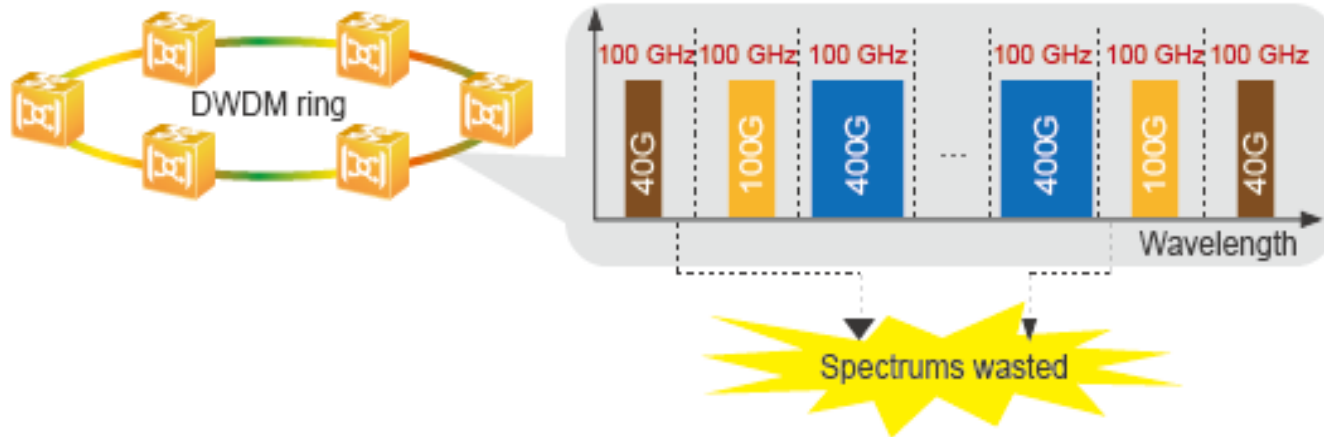 100 GHz 100 GHz 100 GHz 100 GHz 100 GHz 100 GHz
DWDM ring
40G 100G 400G ... 400G 100G 40G
Wavelength
Spectrums wasted